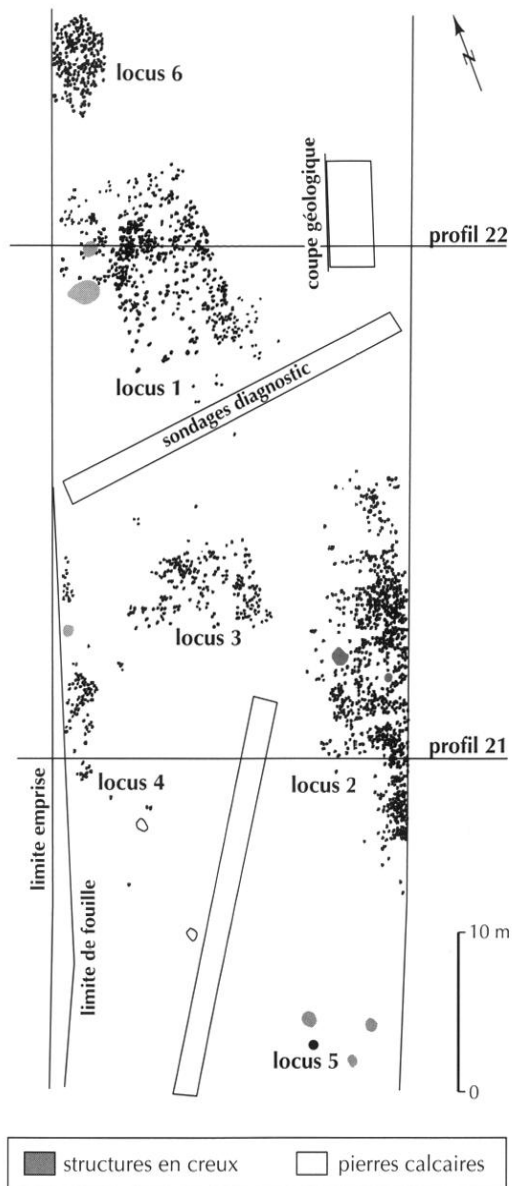 N
locus 6
coupe géologique
profil 22
locus 1
sondages diagnostic
locus 3
profil 21
locus 4
locus 2
limite emprise
limite de fouille
10 m
locus 5
0
structures en creux
pierres calcaires